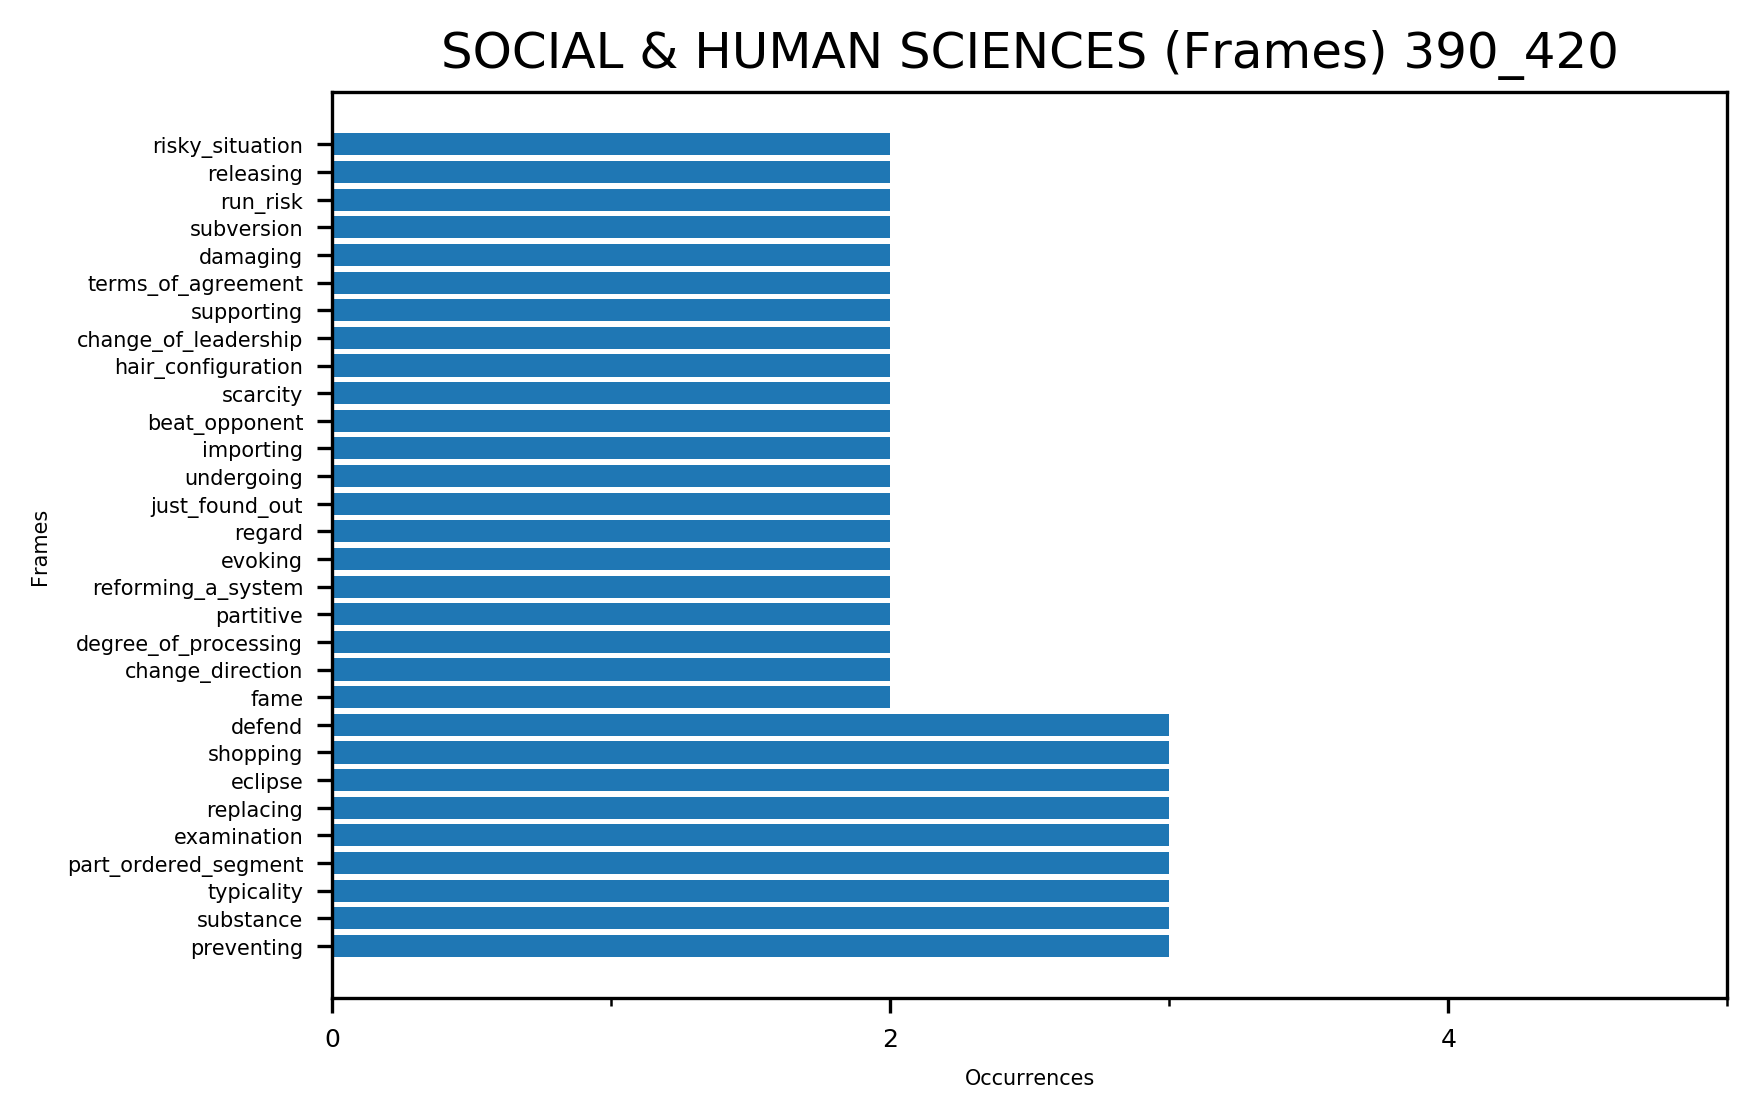 SOCIAL & HUMAN SCIENCES (Frames) 390_420
risky_situation
releasing
run_risk
subversion
damaging
terms_of_agreement
supporting
change_of_leadership
hair_configuration
scarcity
beat_opponent
importing
undergoing
just_found_out
regard
evoking
reforming_a_system
partitive
degree_of_processing
change_direction
fame
defend
shopping
eclipse
replacing
examination
part_ordered_segment
typicality
substance
preventing
Frames
0 2 4
Occurrences